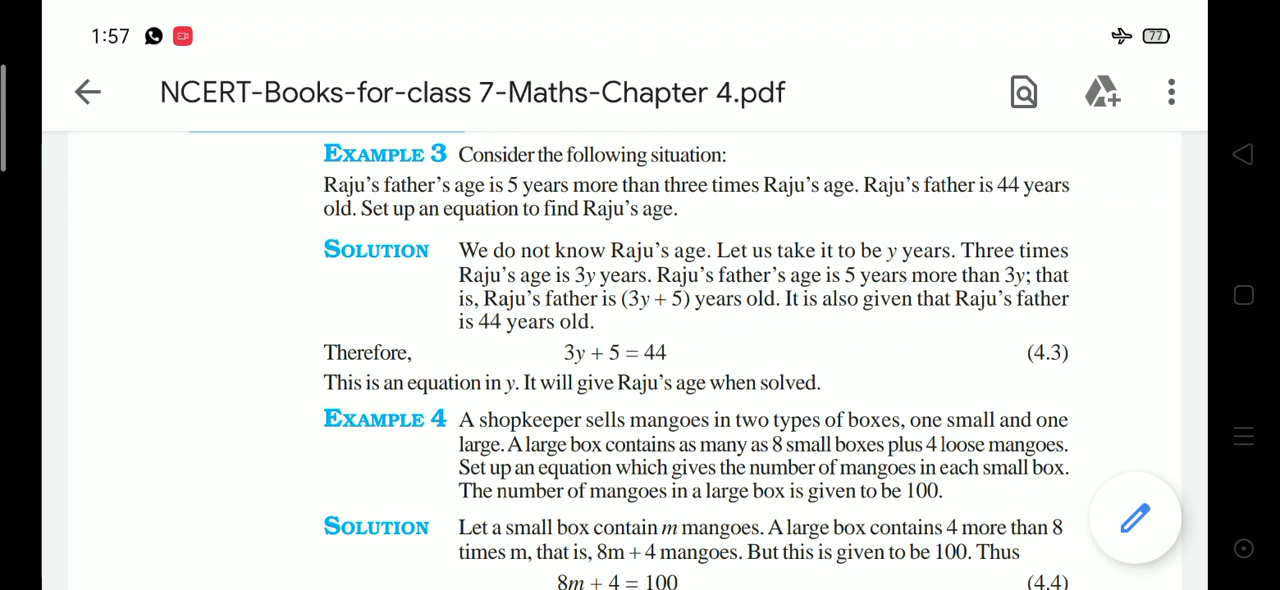 1:57
77
NCERT-Books-for-class 7-Maths-Chapter 4.pdf
EXAMPLE 3 Consider the following situation:
Raju's father's age is 5 years more than three times Raju's age. Raju's father is 44 years
old. Set up an equation to find Raju's age.
SOLUTION We do not know Raju's age. Let us take it to be y years. Three times
Raju's age is 3y years. Raju's father's age is 5 years more than 3y; that
is, Raju's father is (3y + 5) years old. It is also given that Raju's father
is 44 years old.
Therefore, 3y + 5 = 44 (4.3)
This is an equation in y. It will give Raju's age when solved.
EXAMPLE 4 A shopkeeper sells mangoes in two types of boxes, one small and one
large. A large box contains as many as 8 small boxes plus 4 loose mangoes.
Set up an equation which gives the number of mangoes in each small box.
The number of mangoes in a large box is given to be 100.
SOLUTION Let a small box contain m mangoes. A large box contains 4 more than 8
times m, that is, 8m + 4 mangoes. But this is given to be 100. Thus
8m + 4 = 100 (4.4)